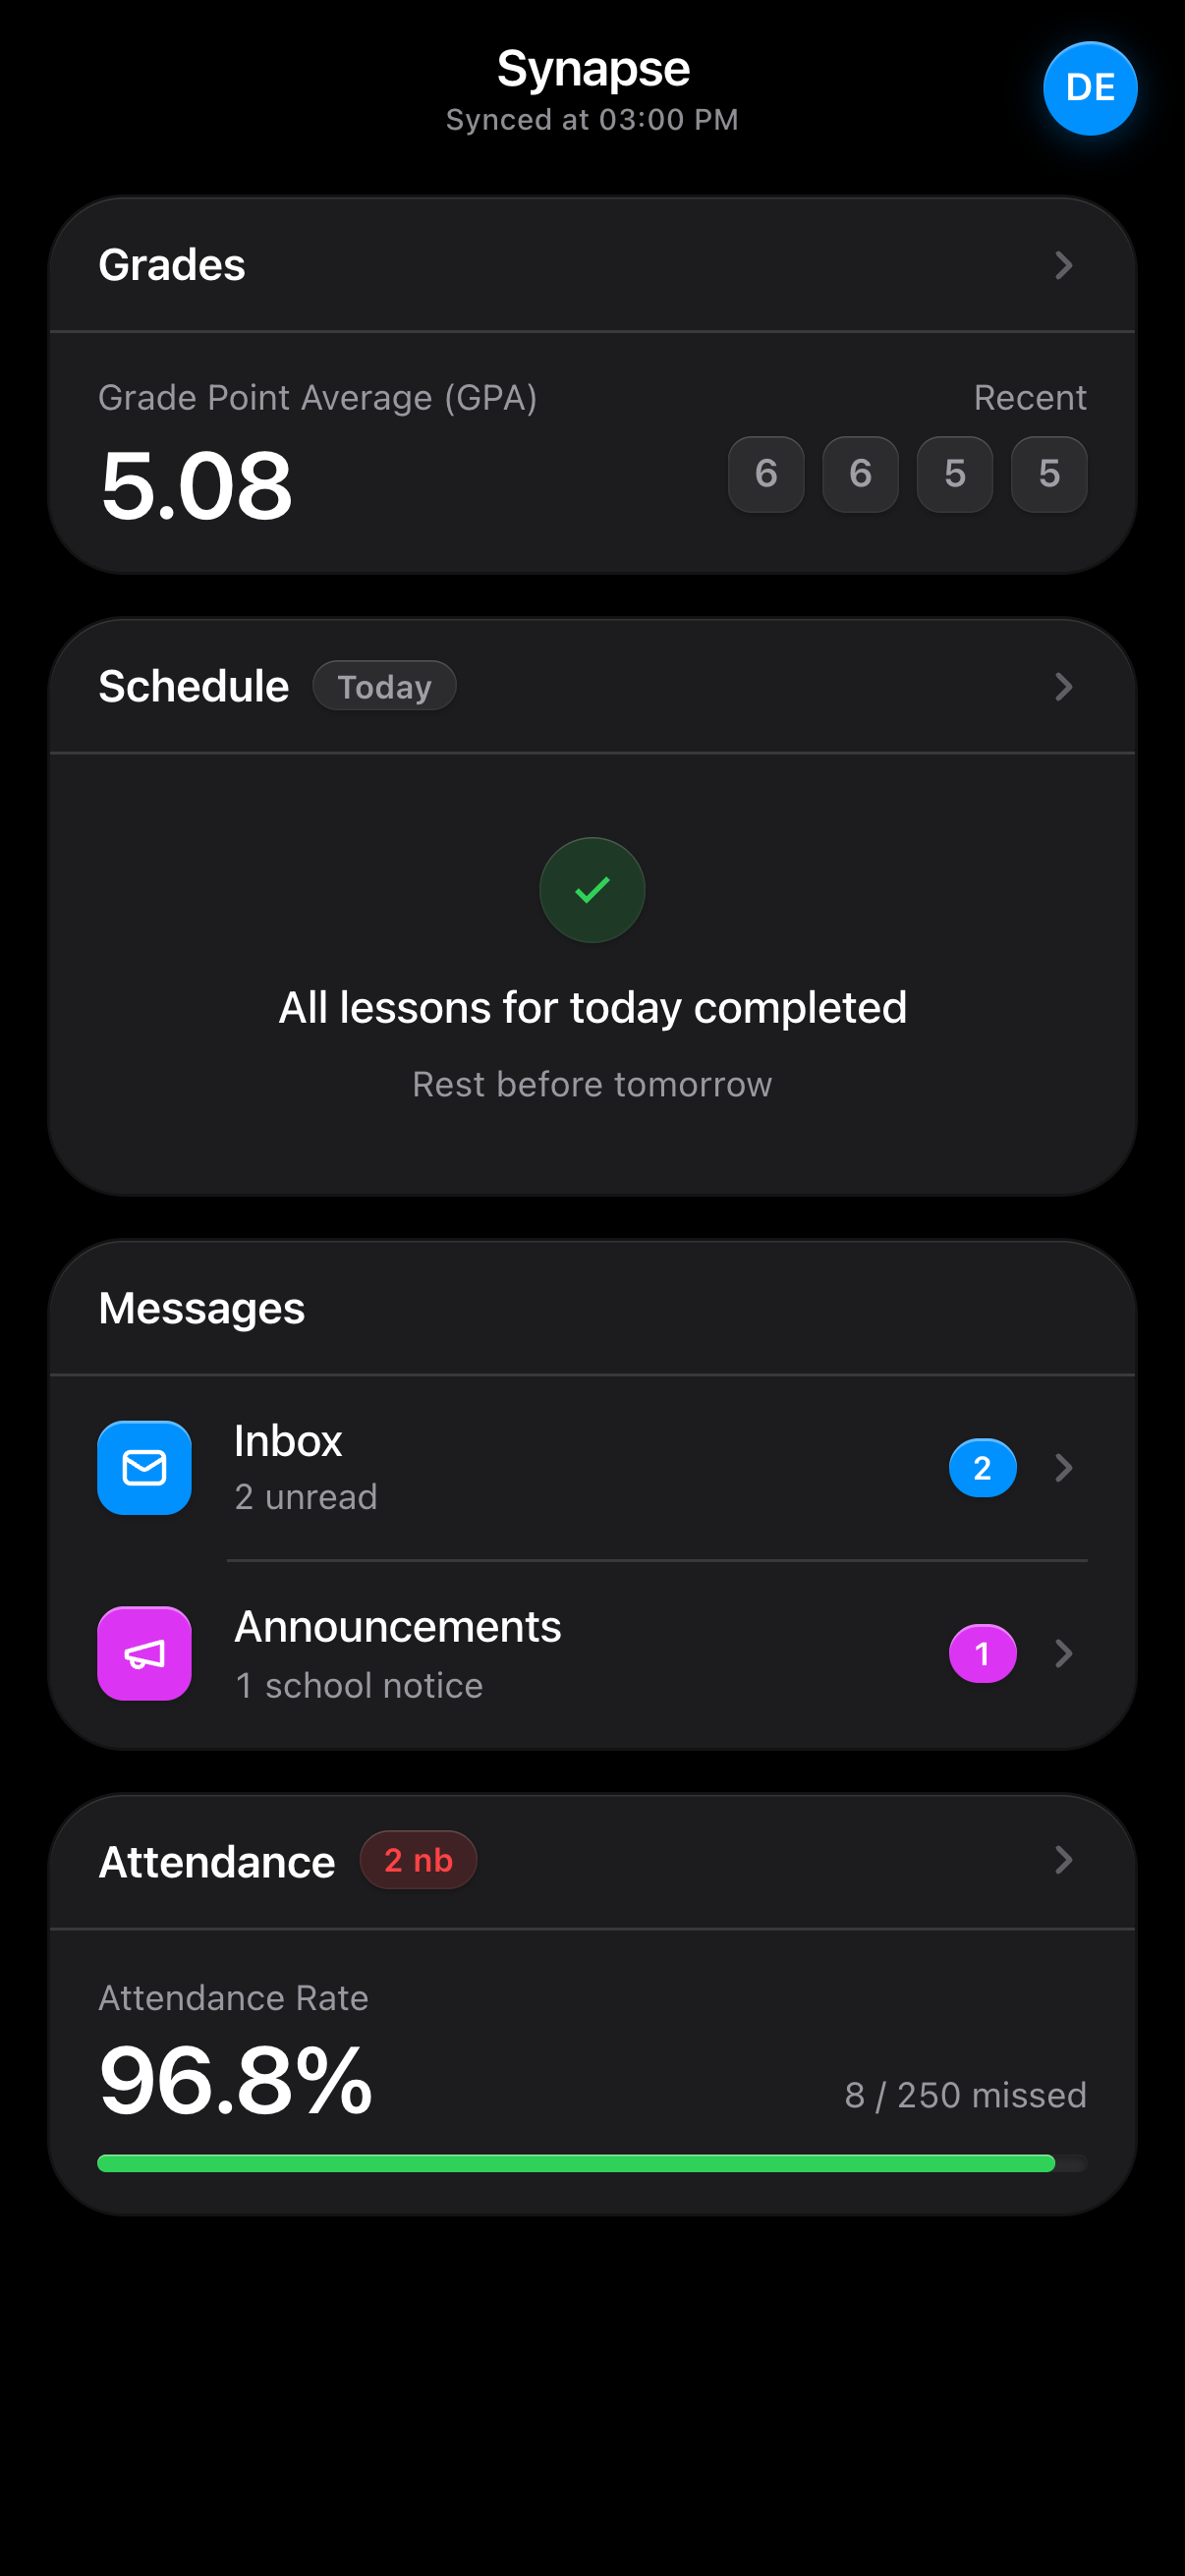 Synapse
Synced at 03:00 PM
DE
Grades
Grade Point Average (GPA)
Recent
5.08
6 6 5 5
Schedule Today
All lessons for today completed
Rest before tomorrow
Messages
Inbox
2 unread
2
Announcements
1 school notice
1
Attendance 2 nb
Attendance Rate
96.8%
8 / 250 missed